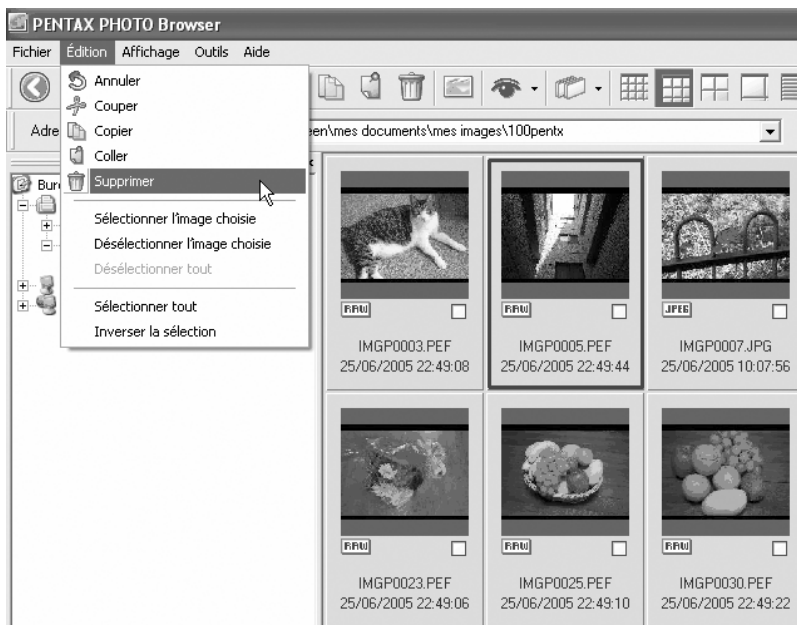 PENTAX PHOTO Browser
Fichier Édition Affichage Outils Aide
Annuler
Couper
Adre
Copier
een\mes documents\mes images\100pentx
Coller
Bur
Supprimer
Sélectionner l'image choisie
Désélectionner l'image choisie
Désélectionner tout
Sélectionner tout
Inverser la sélection
RAW
RAW
JPEG
IMGP0003.PEF
25/06/2005 22:49:08
IMGP0005.PEF
25/06/2005 22:49:44
IMGP0007.JPG
25/06/2005 10:07:56
RAW
RAW
RAW
IMGP0023.PEF
25/06/2005 22:49:06
IMGP0025.PEF
25/06/2005 22:49:10
IMGP0030.PEF
25/06/2005 22:49:22